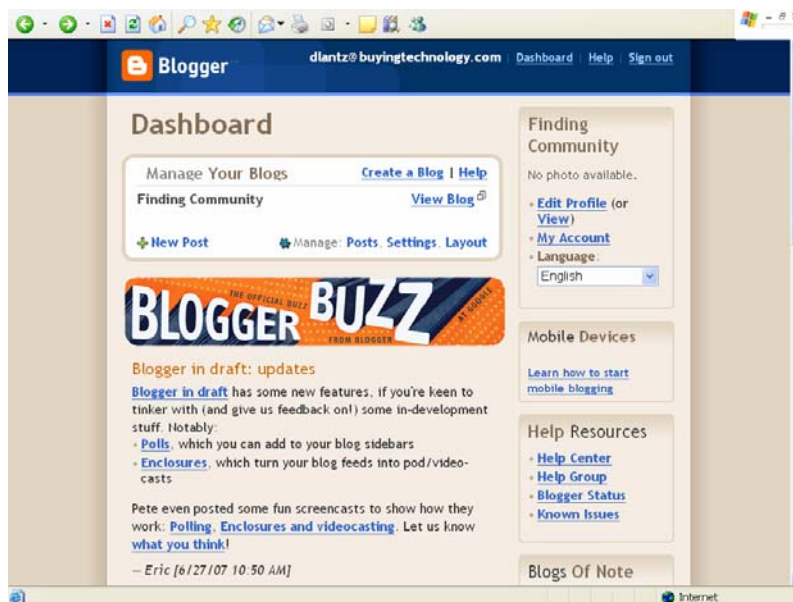 Blogger
dlantz@buyingtechnology.com | Dashboard | Help | Sign out
Dashboard
Manage Your Blogs
Create a Blog | Help
Finding Community
View Blog
New Post
Manage: Posts, Settings, Layout
BLOGGER BUZZ
THE OFFICIAL BUZZ
FROM BLOGGER
AT GOOGLE
Blogger in draft: updates
Blogger in draft has some new features, if you're keen to
tinker with (and give us feedback on!) some in-development
stuff. Notably:
Polls, which you can add to your blog sidebars
Enclosures, which turn your blog feeds into pod/video-
casts
Pete even posted some fun screencasts to show how they
work: Polling, Enclosures and videocasting. Let us know
what you think!
— Eric [6/27/07 10:50 AM]
Finding
Community
No photo available.
Edit Profile (or
View)
My Account
Language:
English
Mobile Devices
Learn how to start
mobile blogging
Help Resources
Help Center
Help Group
Blogger Status
Known Issues
Blogs Of Note
Internet